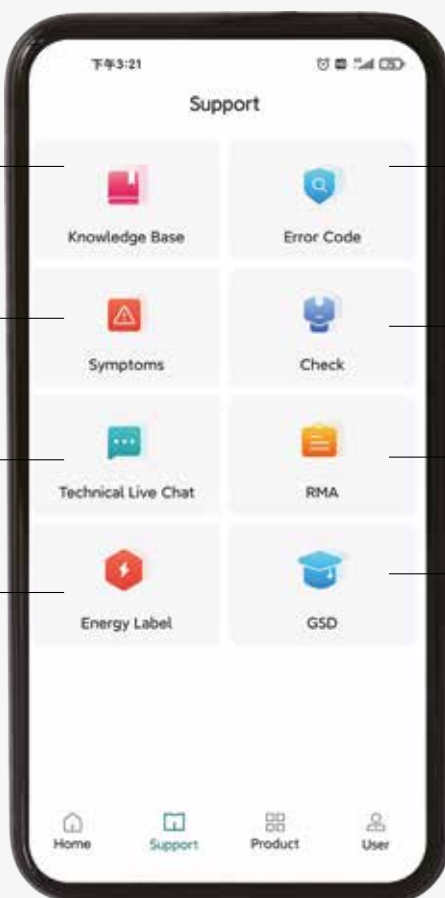 下午3:21
Support
Knowledge Base
Error Code
Symptoms
Check
Technical Live Chat
RMA
Energy Label
GSD
Home
Support
Product
User